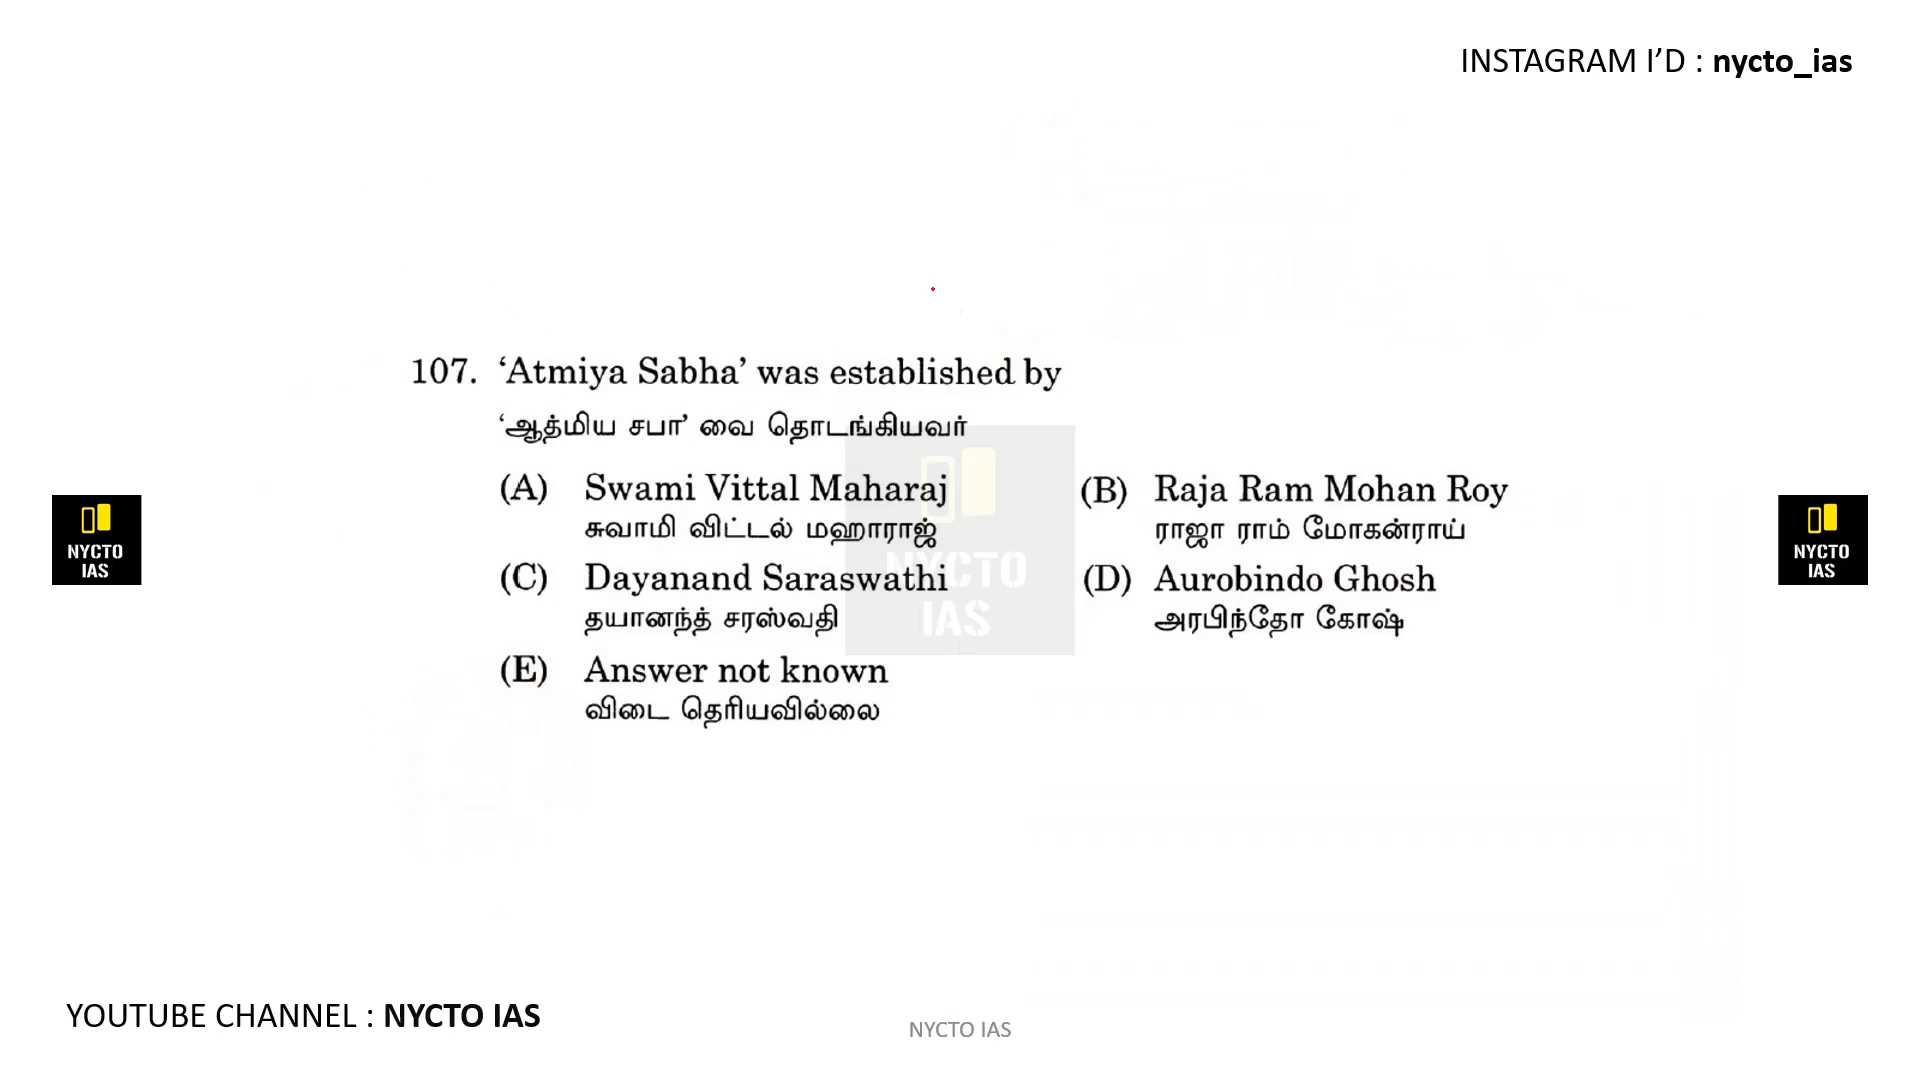 INSTAGRAM I’D : nycto_ias
107. ‘Atmiya Sabha’ was established by
‘ஆத்மிய சபா’ வை தொடங்கியவர்
(A) Swami Vittal Maharaj (B) Raja Ram Mohan Roy
சுவாமி விட்டல் மஹாராஜ் ராஜா ராம் மோகன்ராய்
(C) Dayanand Saraswathi (D) Aurobindo Ghosh
தயானந்த் சரஸ்வதி அரபிந்தோ கோஷ்
(E) Answer not known
விடை தெரியவில்லை
NYCTO
IAS
NYCTO
IAS
NYCTO
IAS
YOUTUBE CHANNEL : NYCTO IAS
NYCTO IAS